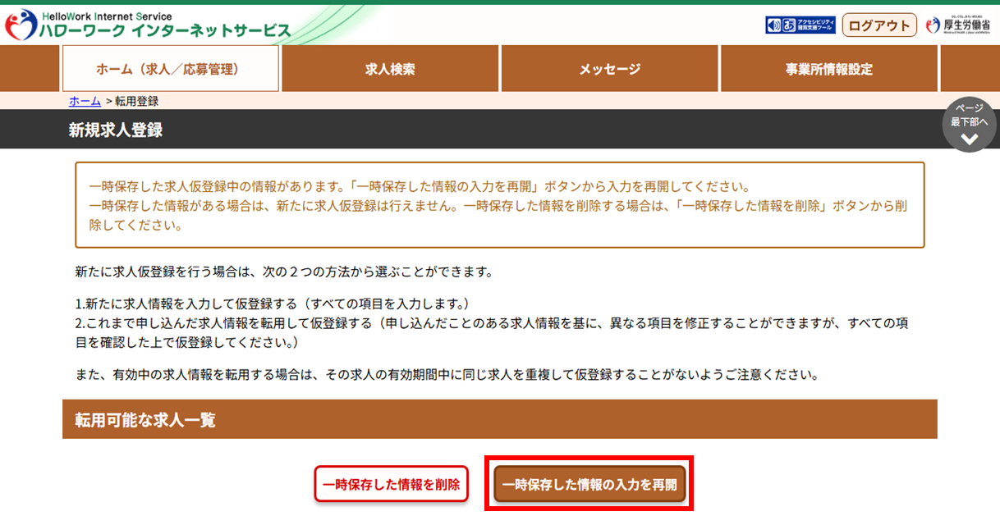 HelloWork Internet Service
ハローワーク インターネットサービス
アクセシビリティ
閲覧支援ツール
ログアウト
厚生労働省
ホーム（求人／応募管理）
求人検索
メッセージ
事業所情報設定
ホーム ＞転用登録
ページ
最下部へ
新規求人登録
一時保存した求人仮登録中の情報があります。「一時保存した情報の入力を再開」ボタンから入力を再開してください。
一時保存した情報がある場合は、新たに求人仮登録は行えません。一時保存した情報を削除する場合は、「一時保存した情報を削除」ボタンから削
除してください。
新たに求人仮登録を行う場合は、次の２つの方法から選ぶことができます。
1.新たに求人情報を入力して仮登録する（すべての項目を入力します。）
2.これまで申し込んだ求人情報を転用して仮登録する（申し込んだことのある求人情報を基に、異なる項目を修正することができますが、すべての項
目を確認した上で仮登録してください。）
また、有効中の求人情報を転用する場合は、その求人の有効期間中に同じ求人を重複して仮登録することがないようご注意ください。
転用可能な求人一覧
一時保存した情報を削除
一時保存した情報の入力を再開